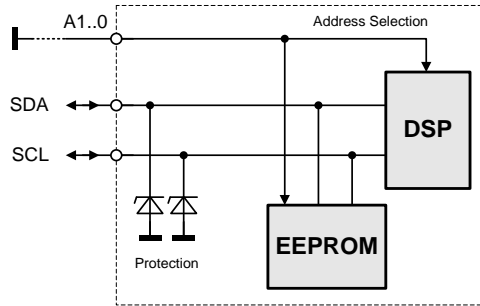 A1..0
Address Selection
SDA
DSP
SCL
EEPROM
Protection